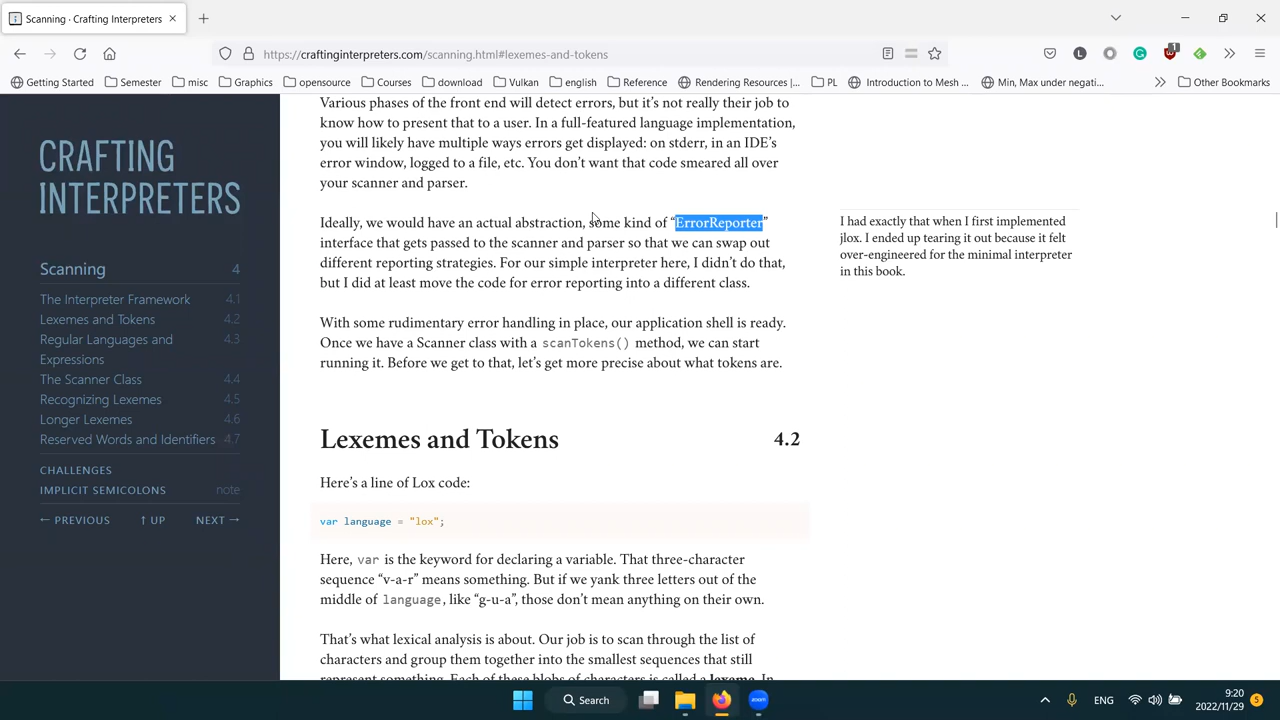 Scanning · Crafting Interpreters
https://craftinginterpreters.com/scanning.html#lexemes-and-tokens
1
Getting Started
Semester
misc
Graphics
opensource
Courses
download
Vulkan
english
Reference
Rendering Resources |...
PL
Introduction to Mesh ...
Min, Max under negati...
Other Bookmarks
CRAFTING
INTERPRETERS
Scanning 4
The Interpreter Framework 4.1
Lexemes and Tokens 4.2
Regular Languages and 4.3
Expressions
The Scanner Class 4.4
Recognizing Lexemes 4.5
Longer Lexemes 4.6
Reserved Words and Identifiers 4.7
CHALLENGES
IMPLICIT SEMICOLONS note
← PREVIOUS ↑ UP NEXT →
Various phases of the front end will detect errors, but it’s not really their job to
know how to present that to a user. In a full-featured language implementation,
you will likely have multiple ways errors get displayed: on stderr, in an IDE’s
error window, logged to a file, etc. You don’t want that code smeared all over
your scanner and parser.
Ideally, we would have an actual abstraction, some kind of “ErrorReporter”
interface that gets passed to the scanner and parser so that we can swap out
different reporting strategies. For our simple interpreter here, I didn’t do that,
but I did at least move the code for error reporting into a different class.
I had exactly that when I first implemented
jlox. I ended up tearing it out because it felt
over-engineered for the minimal interpreter
in this book.
With some rudimentary error handling in place, our application shell is ready.
Once we have a Scanner class with a scanTokens() method, we can start
running it. Before we get to that, let’s get more precise about what tokens are.
Lexemes and Tokens 4.2
Here’s a line of Lox code:
var language = "lox";
Here, var is the keyword for declaring a variable. That three-character
sequence “v-a-r” means something. But if we yank three letters out of the
middle of language, like “g-u-a”, those don’t mean anything on their own.
That’s what lexical analysis is about. Our job is to scan through the list of
characters and group them together into the smallest sequences that still
represent something. Each of these blobs of characters is called a lexeme. In
Search
zoom
ENG
9:20
2022/11/29
5